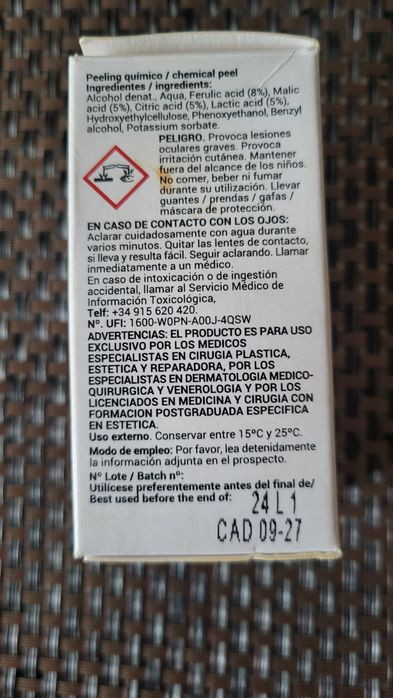 Peeling químico / chemical peel
Ingredientes / ingredients:
Alcohol denat., Aqua, Ferulic acid (8%), Malic
acid (5%), Citric acid (5%), Lactic acid (5%),
Hydroxyethylcellulose, Phenoxyethanol, Benzyl
alcohol, Potassium sorbate.
PELIGRO. Provoca lesiones
oculares graves. Provoca
irritación cutánea. Mantener
fuera del alcance de los niños.
No comer, beber ni fumar
durante su utilización. Llevar
guantes / prendas / gafas /
máscara de protección.
EN CASO DE CONTACTO CON LOS OJOS:
Aclarar cuidadosamente con agua durante
varios minutos. Quitar las lentes de contacto,
si lleva y resulta fácil. Seguir aclarando. Llamar
inmediatamente a un médico.
En caso de intoxicación o de ingestión
accidental, llamar al Servicio Médico de
Información Toxicológica,
Telf: +34 915 620 420.
Nº. UFI: 1600-W0PN-A00J-4QSW
ADVERTENCIAS: EL PRODUCTO ES PARA USO
EXCLUSIVO POR LOS MEDICOS
ESPECIALISTAS EN CIRUGIA PLASTICA,
ESTETICA Y REPARADORA, POR LOS
ESPECIALISTAS EN DERMATOLOGIA MEDICO-
QUIRURGICA Y VENEROLOGIA Y POR LOS
LICENCIADOS EN MEDICINA Y CIRUGIA CON
FORMACION POSTGRADUADA ESPECIFICA
EN ESTETICA.
Uso externo. Conservar entre 15ºC y 25ºC.
Modo de empleo: Por favor, lea detenidamente
la información adjunta en el prospecto.
Nº Lote / Batch nº:
Utilícese preferentemente antes del final de/
Best used before the end of:
24 L 1
CAD 09-27